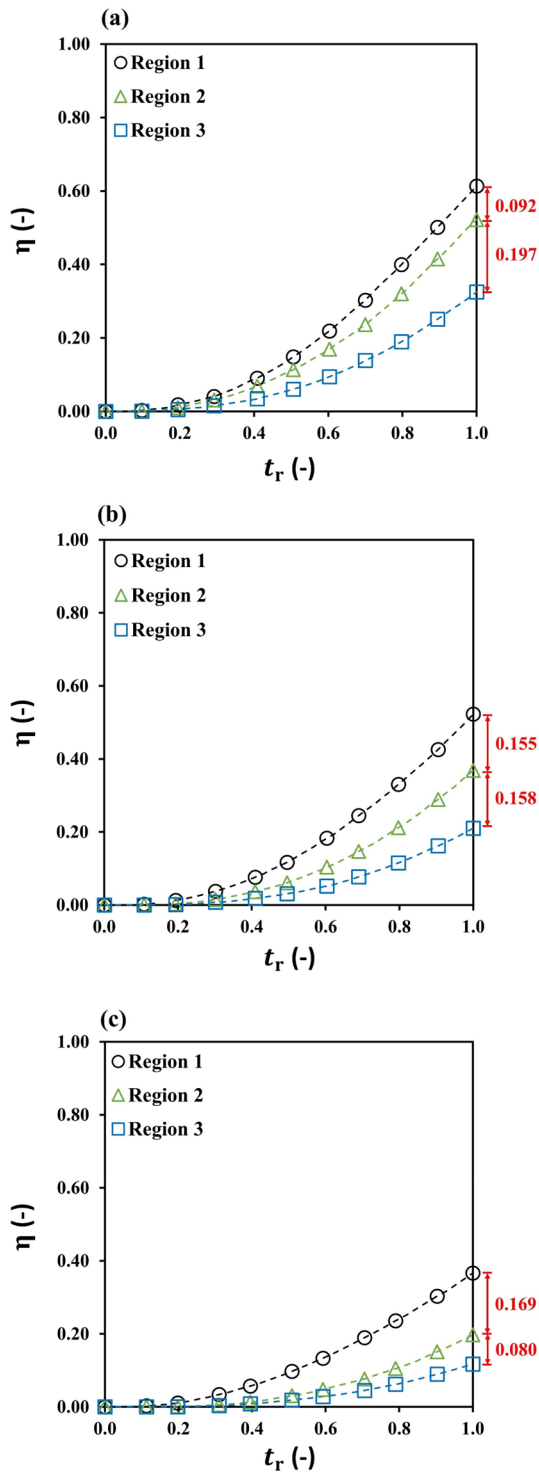 (a)
1.00
Region 1
Region 2
0.80
Region 3
0.60
0.092
η (-)
0.197
0.40
0.20
0.00
0.0 0.2 0.4 0.6 0.8 1.0
t_r (-)
(b)
1.00
Region 1
Region 2
0.80
Region 3
0.60
η (-)
0.155
0.40
0.158
0.20
0.00
0.0 0.2 0.4 0.6 0.8 1.0
t_r (-)
(c)
1.00
Region 1
Region 2
0.80
Region 3
0.60
η (-)
0.40
0.169
0.20
0.080
0.00
0.0 0.2 0.4 0.6 0.8 1.0
t_r (-)